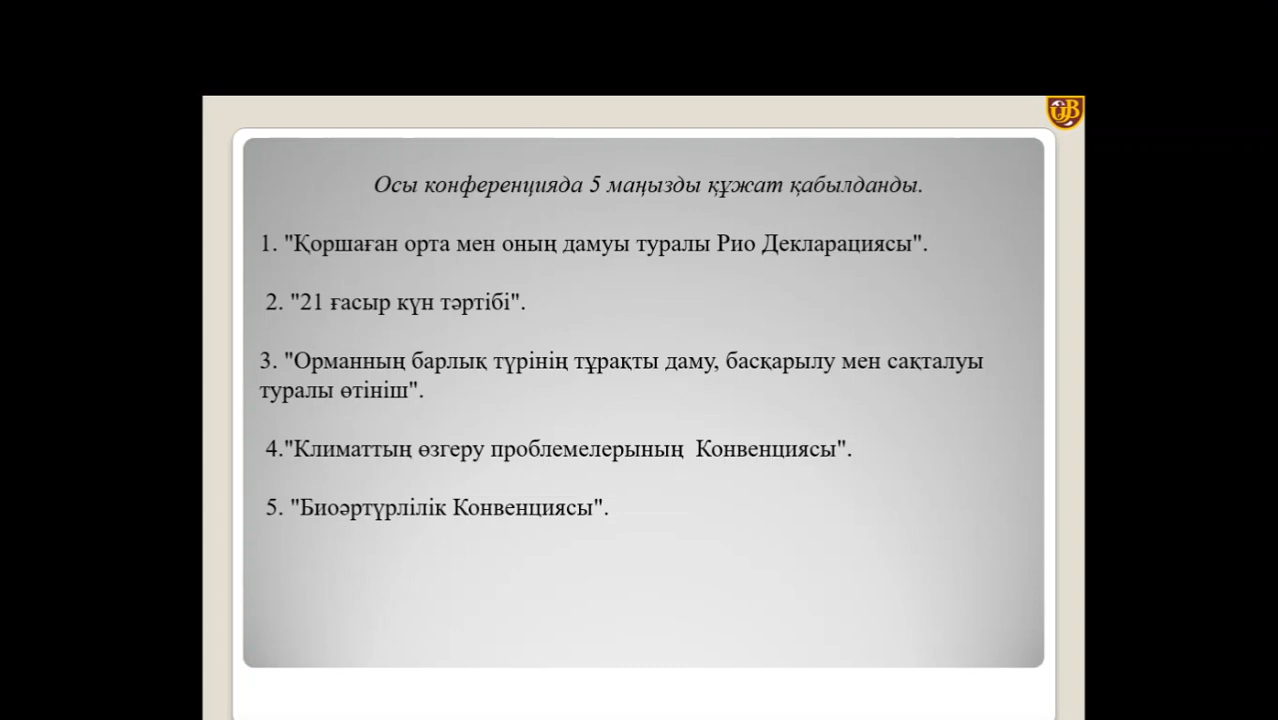 Осы конференцияда 5 маңызды құжат қабылданды.
1. "Қоршаған орта мен оның дамуы туралы Рио Декларациясы".
2. "21 ғасыр күн тәртібі".
3. "Орманның барлық түрінің тұрақты даму, басқарылу мен сақталуы
туралы өтініш".
4."Климаттың өзгеру проблемелерының  Конвенциясы".
5. "Биоәртүрлілік Конвенциясы".